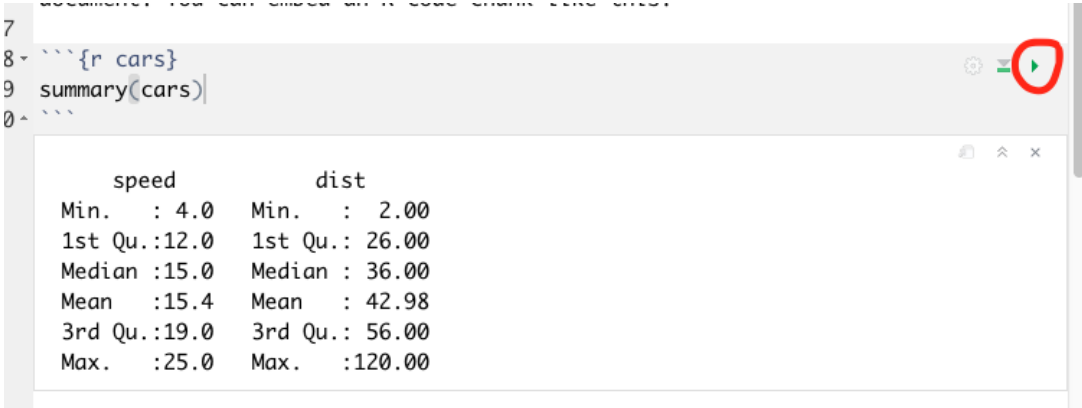 7
8 ```{r cars}
9 summary(cars)
0 ```
speed dist
Min. : 4.0 Min. : 2.00
1st Qu.:12.0 1st Qu.: 26.00
Median :15.0 Median : 36.00
Mean :15.4 Mean : 42.98
3rd Qu.:19.0 3rd Qu.: 56.00
Max. :25.0 Max. :120.00